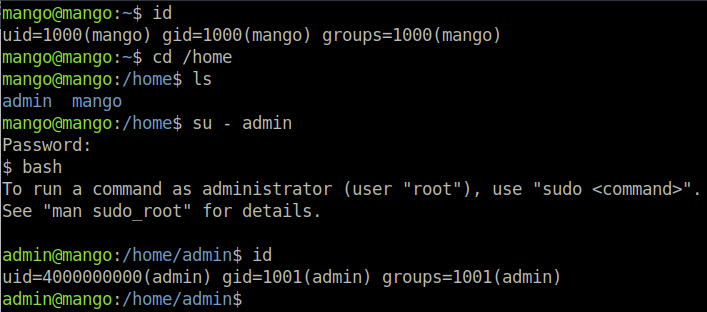 mango@mango:~$ id
uid=1000(mango) gid=1000(mango) groups=1000(mango)
mango@mango:~$ cd /home
mango@mango:/home$ ls
admin  mango
mango@mango:/home$ su - admin
Password:
$ bash
To run a command as administrator (user "root"), use "sudo <command>".
See "man sudo_root" for details.
admin@mango:/home/admin$ id
uid=4000000000(admin) gid=1001(admin) groups=1001(admin)
admin@mango:/home/admin$